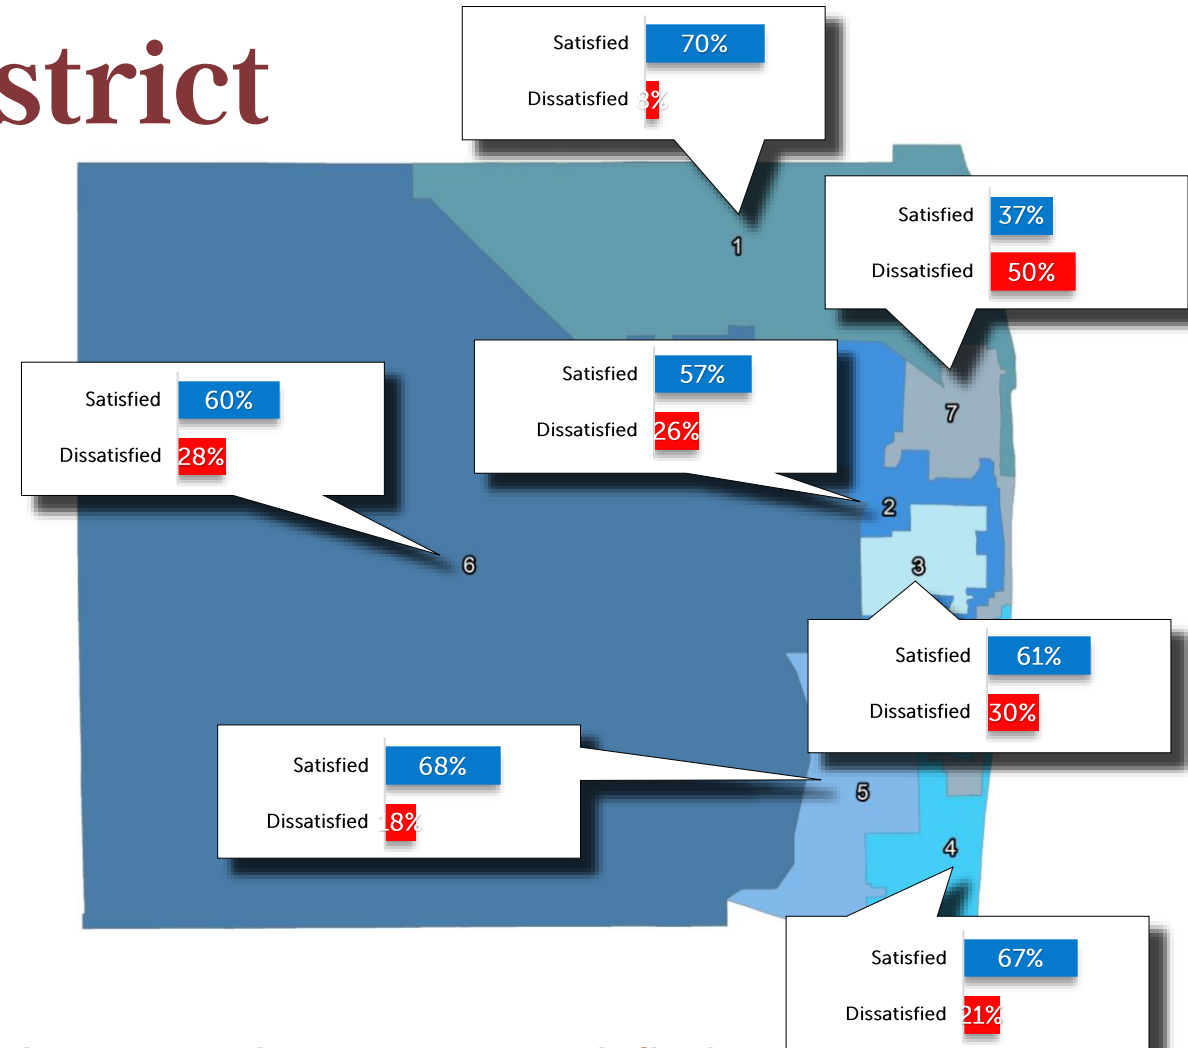 strict
Satisfied 70%
Dissatisfied 8%
1
Satisfied 37%
Dissatisfied 50%
7
Satisfied 57%
Dissatisfied 26%
2
Satisfied 60%
Dissatisfied 28%
6
3
Satisfied 61%
Dissatisfied 30%
Satisfied 68%
Dissatisfied 18%
5
4
Satisfied 67%
Dissatisfied 21%